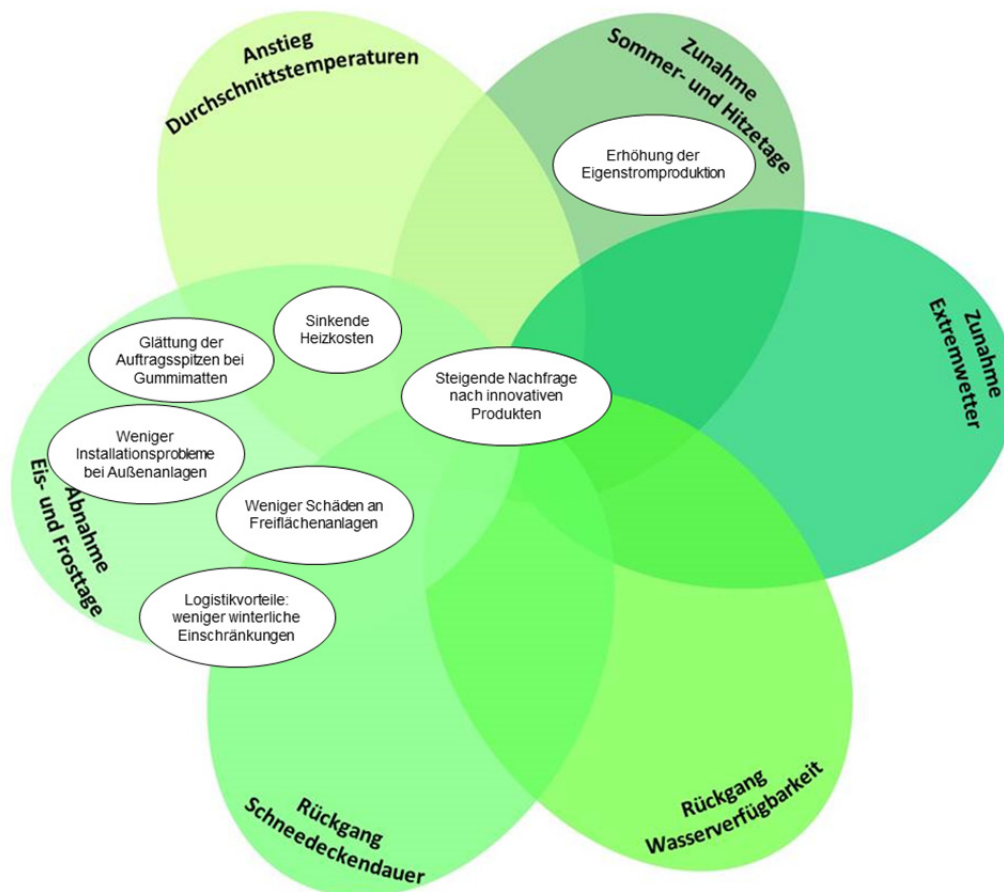 Anstieg
Durchschnittstemperaturen
Zunahme
Sommer- und Hitzetage
Erhöhung der
Eigenstromproduktion
Zunahme
Extremwetter
Sinkende
Heizkosten
Glättung der
Auftragsspitzen bei
Gummimatten
Steigende Nachfrage
nach innovativen
Produkten
Weniger
Installationsprobleme
bei Außenanlagen
Abnahme
Eis- und Frosttage
Weniger Schäden an
Freiflächenanlagen
Logistikvorteile:
weniger winterliche
Einschränkungen
Rückgang
Schneedeckendauer
Rückgang
Wasserverfügbarkeit